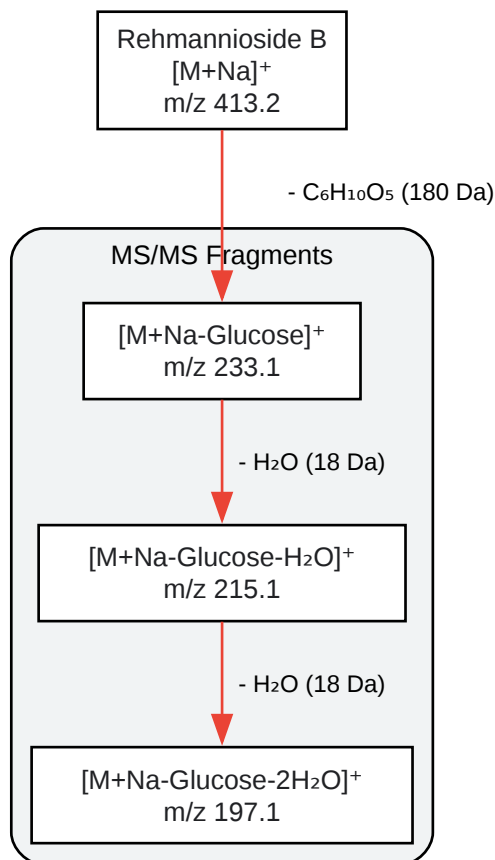 Rehmannioside B
[M+Na]⁺
m/z 413.2
- C₆H₁₀O₅ (180 Da)
MS/MS Fragments
[M+Na-Glucose]⁺
m/z 233.1
- H₂O (18 Da)
[M+Na-Glucose-H₂O]⁺
m/z 215.1
- H₂O (18 Da)
[M+Na-Glucose-2H₂O]⁺
m/z 197.1